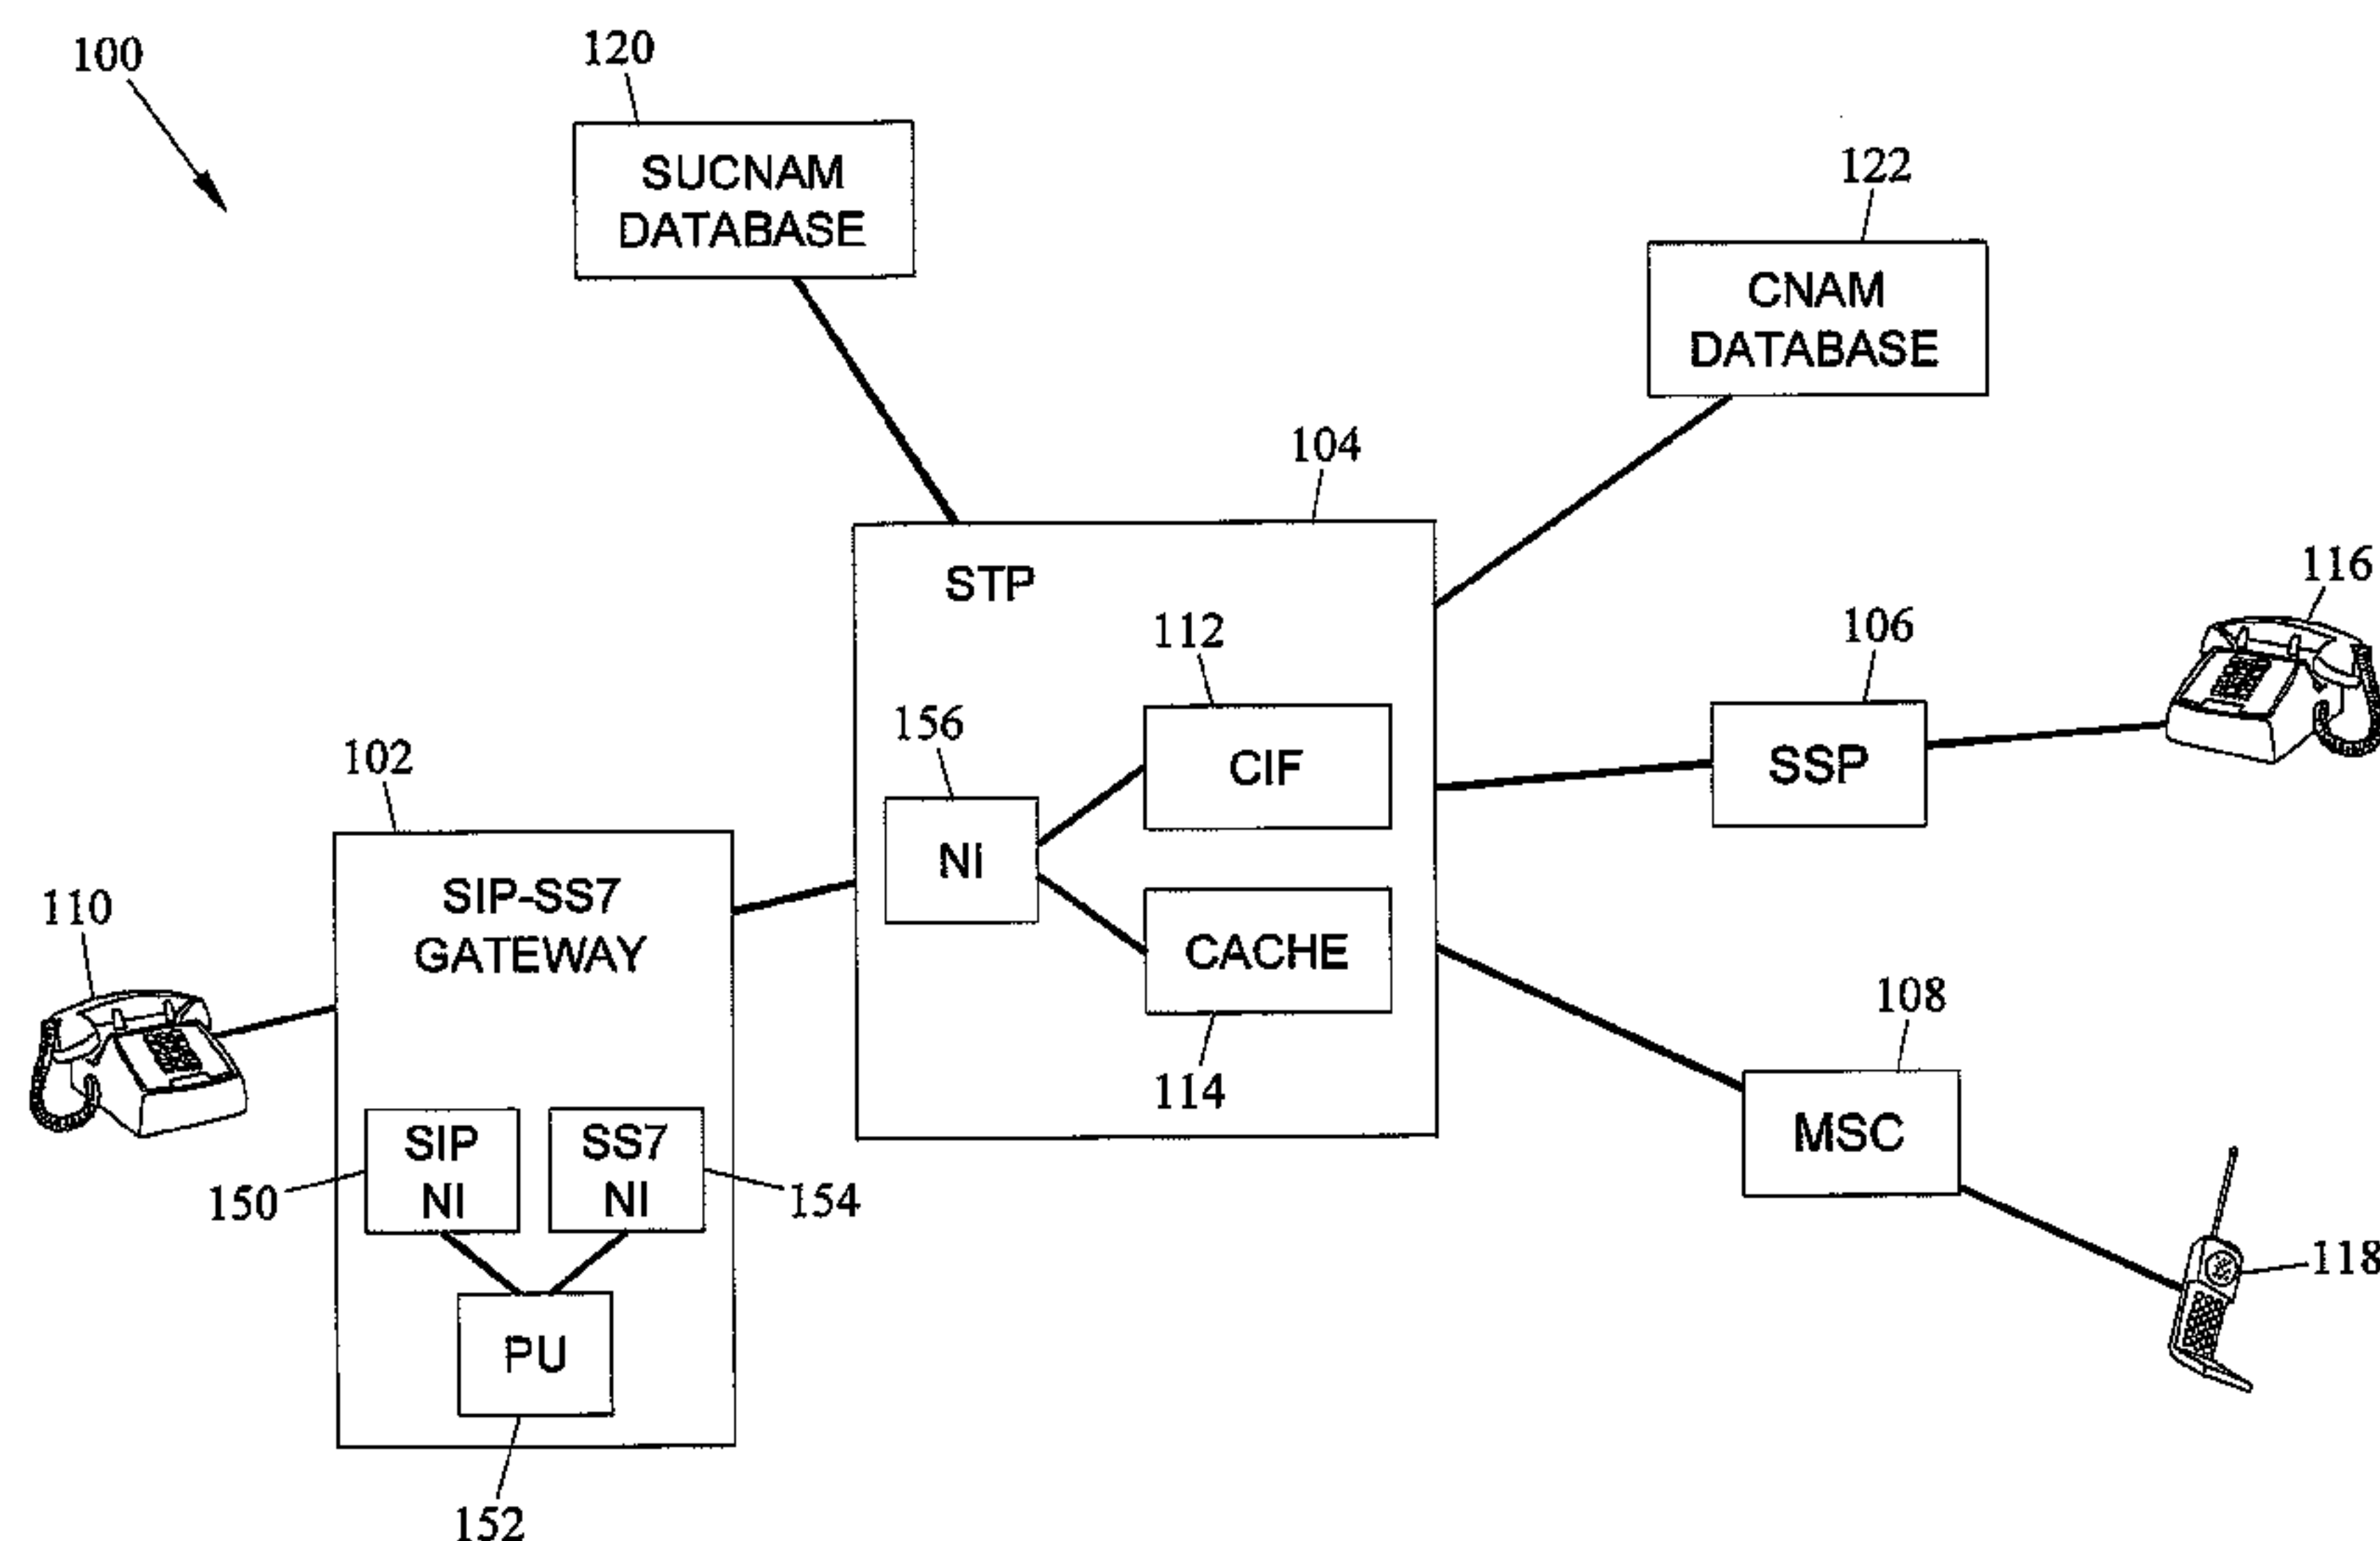 100
120
SUCNAM
DATABASE
122
CNAM
DATABASE
104
STP
116
106
SSP
112
CIF
156
NI
CACHE
114
102
SIP-SS7
GATEWAY
110
108
MSC
118
SIP
NI
150
SS7
NI
154
PU
152